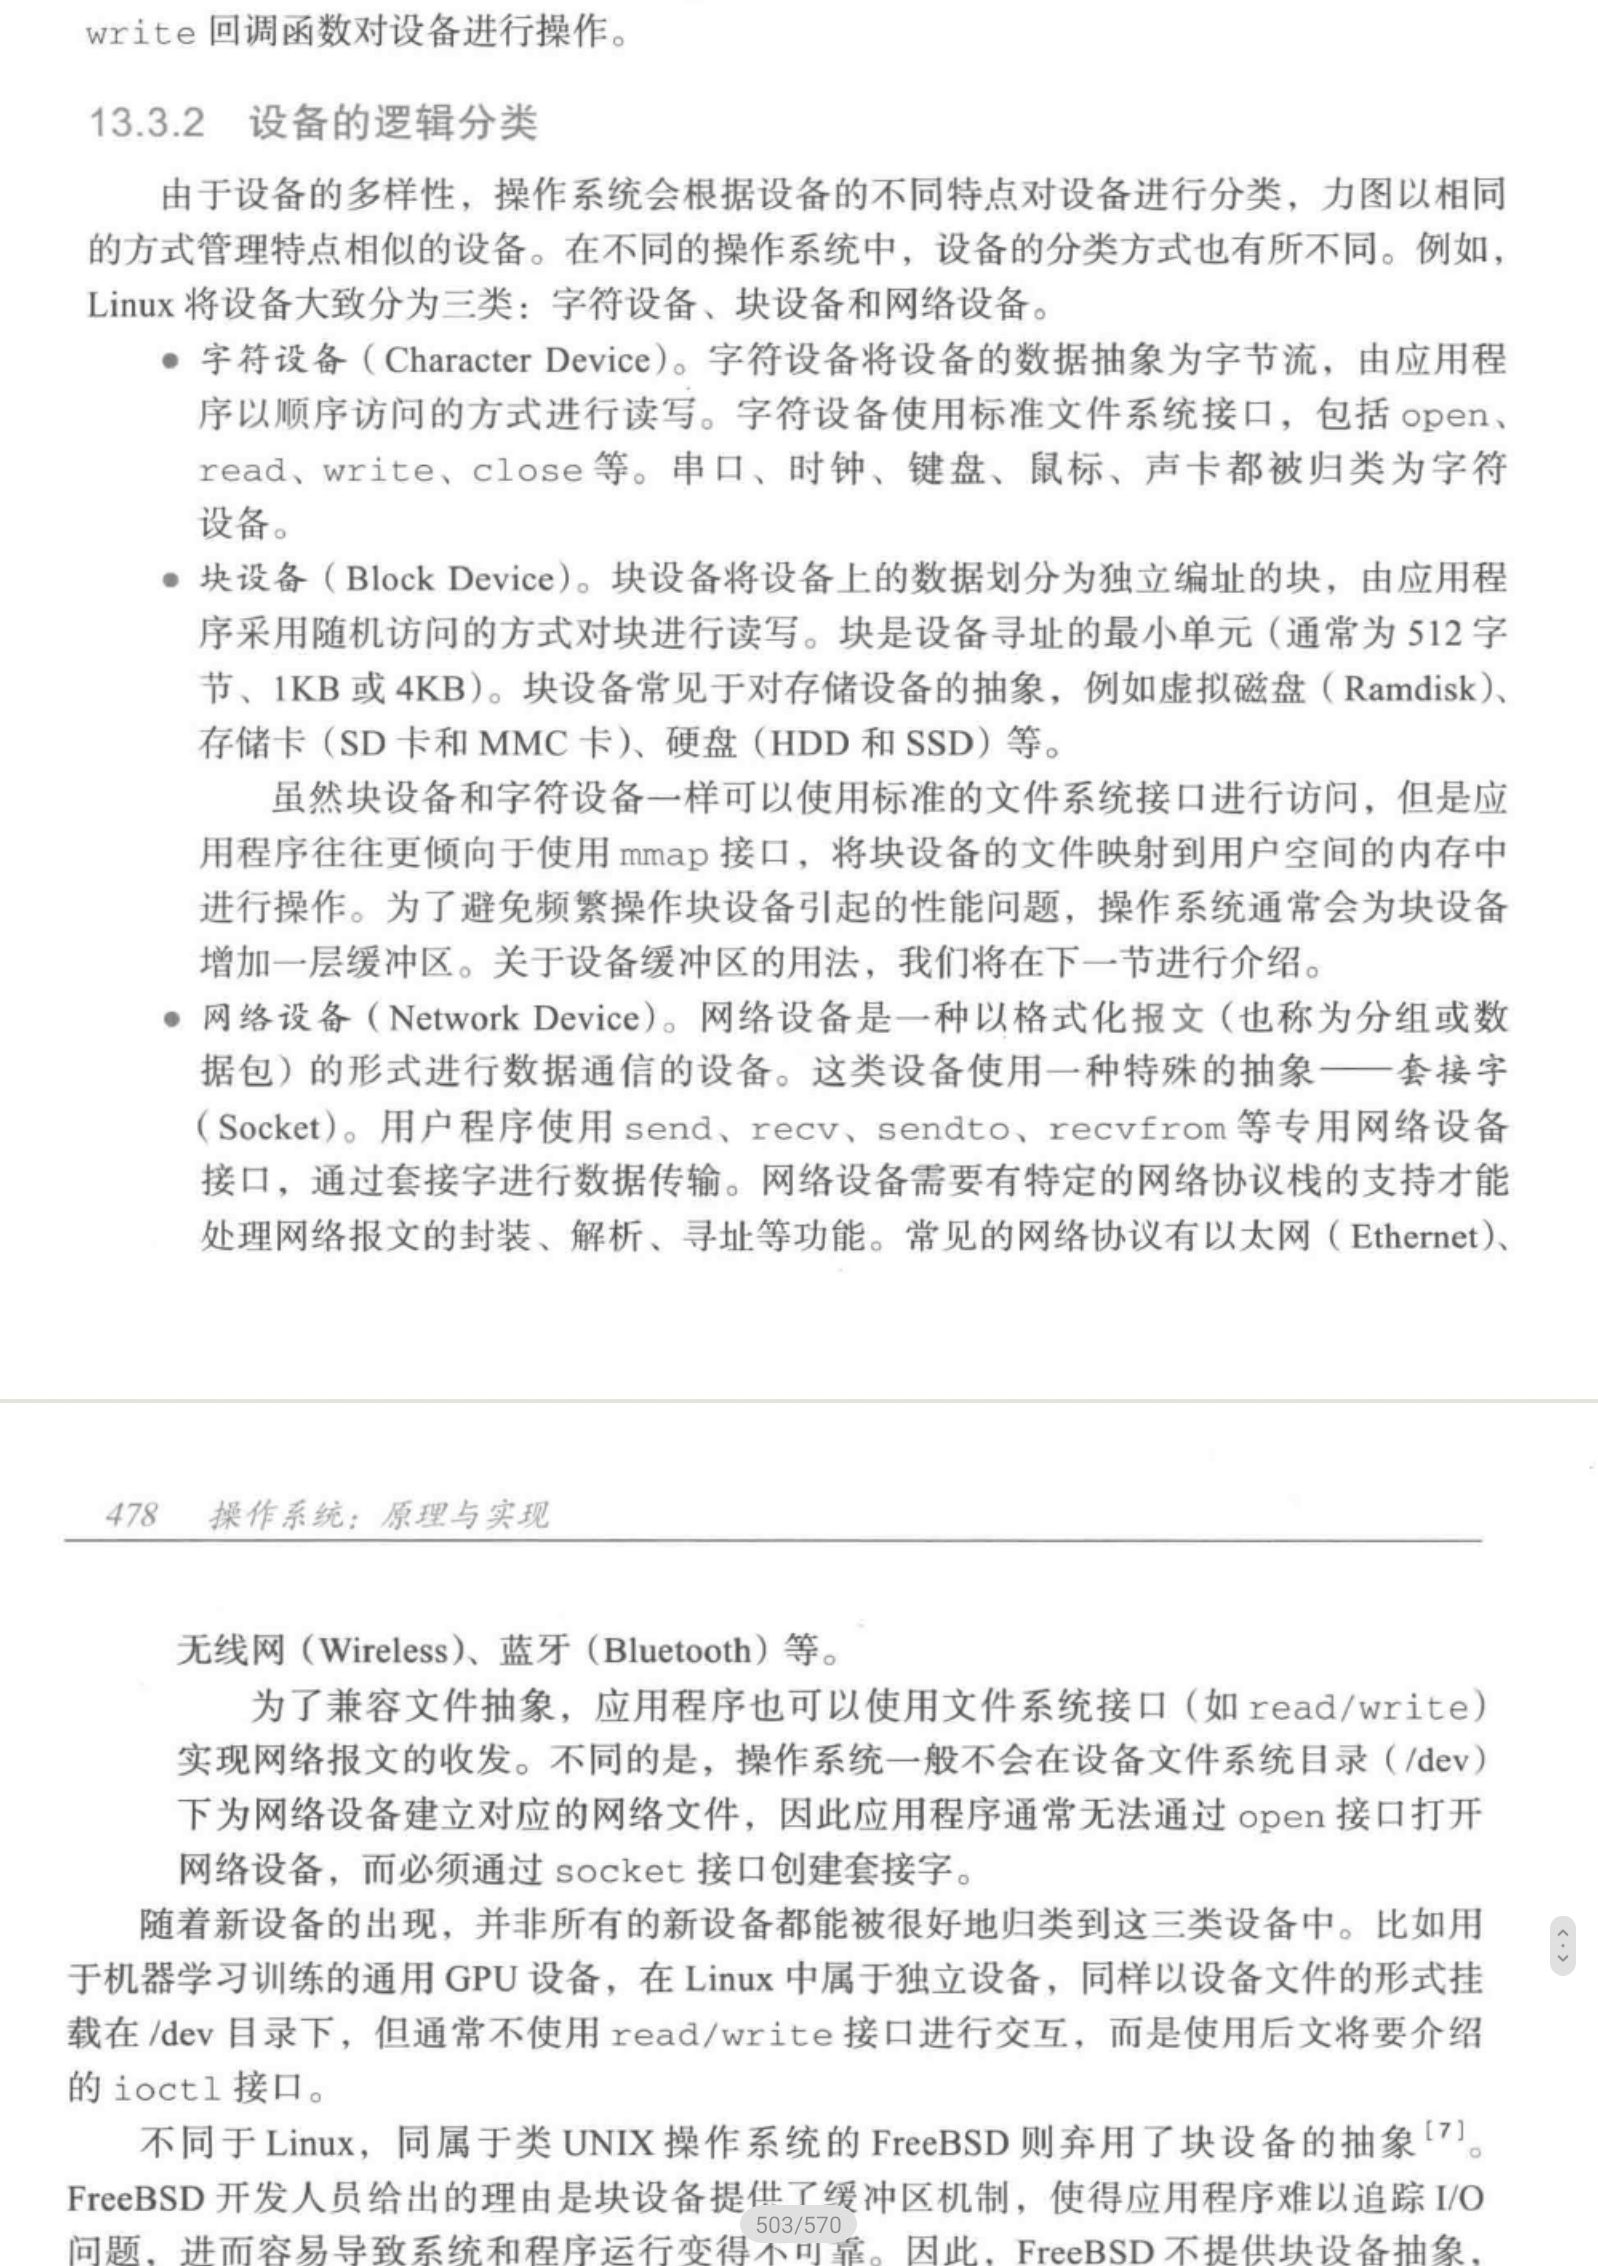 write 回调函数对设备进行操作。
13.3.2 设备的逻辑分类
由于设备的多样性，操作系统会根据设备的不同特点对设备进行分类，力图以相同
的方式管理特点相似的设备。在不同的操作系统中，设备的分类方式也有所不同。例如，
Linux 将设备大致分为三类：字符设备、块设备和网络设备。
● 字符设备（Character Device）。字符设备将设备的数据抽象为字节流，由应用程
序以顺序访问的方式进行读写。字符设备使用标准文件系统接口，包括 open、
read、write、close 等。串口、时钟、键盘、鼠标、声卡都被归类为字符
设备。
● 块设备（Block Device）。块设备将设备上的数据划分为独立编址的块，由应用程
序采用随机访问的方式对块进行读写。块是设备寻址的最小单元（通常为 512 字
节、1KB 或 4KB）。块设备常见于对存储设备的抽象，例如虚拟磁盘（Ramdisk）、
存储卡（SD 卡和 MMC 卡）、硬盘（HDD 和 SSD）等。
虽然块设备和字符设备一样可以使用标准的文件系统接口进行访问，但是应
用程序往往更倾向于使用 mmap 接口，将块设备的文件映射到用户空间的内存中
进行操作。为了避免频繁操作块设备引起的性能问题，操作系统通常会为块设备
增加一层缓冲区。关于设备缓冲区的用法，我们将在下一节进行介绍。
● 网络设备（Network Device）。网络设备是一种以格式化报文（也称为分组或数
据包）的形式进行数据通信的设备。这类设备使用一种特殊的抽象——套接字
（Socket）。用户程序使用 send、recv、sendto、recvfrom 等专用网络设备
接口，通过套接字进行数据传输。网络设备需要有特定的网络协议栈的支持才能
处理网络报文的封装、解析、寻址等功能。常见的网络协议有以太网（Ethernet）、
478 操作系统：原理与实现
无线网（Wireless）、蓝牙（Bluetooth）等。
为了兼容文件抽象，应用程序也可以使用文件系统接口（如 read/write）
实现网络报文的收发。不同的是，操作系统一般不会在设备文件系统目录（/dev）
下为网络设备建立对应的网络文件，因此应用程序通常无法通过 open 接口打开
网络设备，而必须通过 socket 接口创建套接字。
随着新设备的出现，并非所有的新设备都能被很好地归类到这三类设备中。比如用
于机器学习训练的通用 GPU 设备，在 Linux 中属于独立设备，同样以设备文件的形式挂
载在 /dev 目录下，但通常不使用 read/write 接口进行交互，而是使用后文将要介绍
的 ioctl 接口。
不同于 Linux，同属于类 UNIX 操作系统的 FreeBSD 则弃用了块设备的抽象[7]。
FreeBSD 开发人员给出的理由是块设备提供了缓冲区机制，使得应用程序难以追踪 I/O
问题，进而容易导致系统和程序运行变得不可靠。因此，FreeBSD 不提供块设备抽象，
503/570